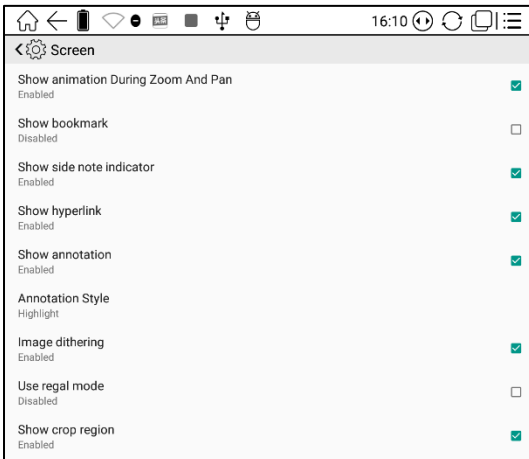 16:10
Screen
Show animation During Zoom And Pan
Enabled
Show bookmark
Disabled
Show side note indicator
Enabled
Show hyperlink
Enabled
Show annotation
Enabled
Annotation Style
Highlight
Image dithering
Enabled
Use regal mode
Disabled
Show crop region
Enabled